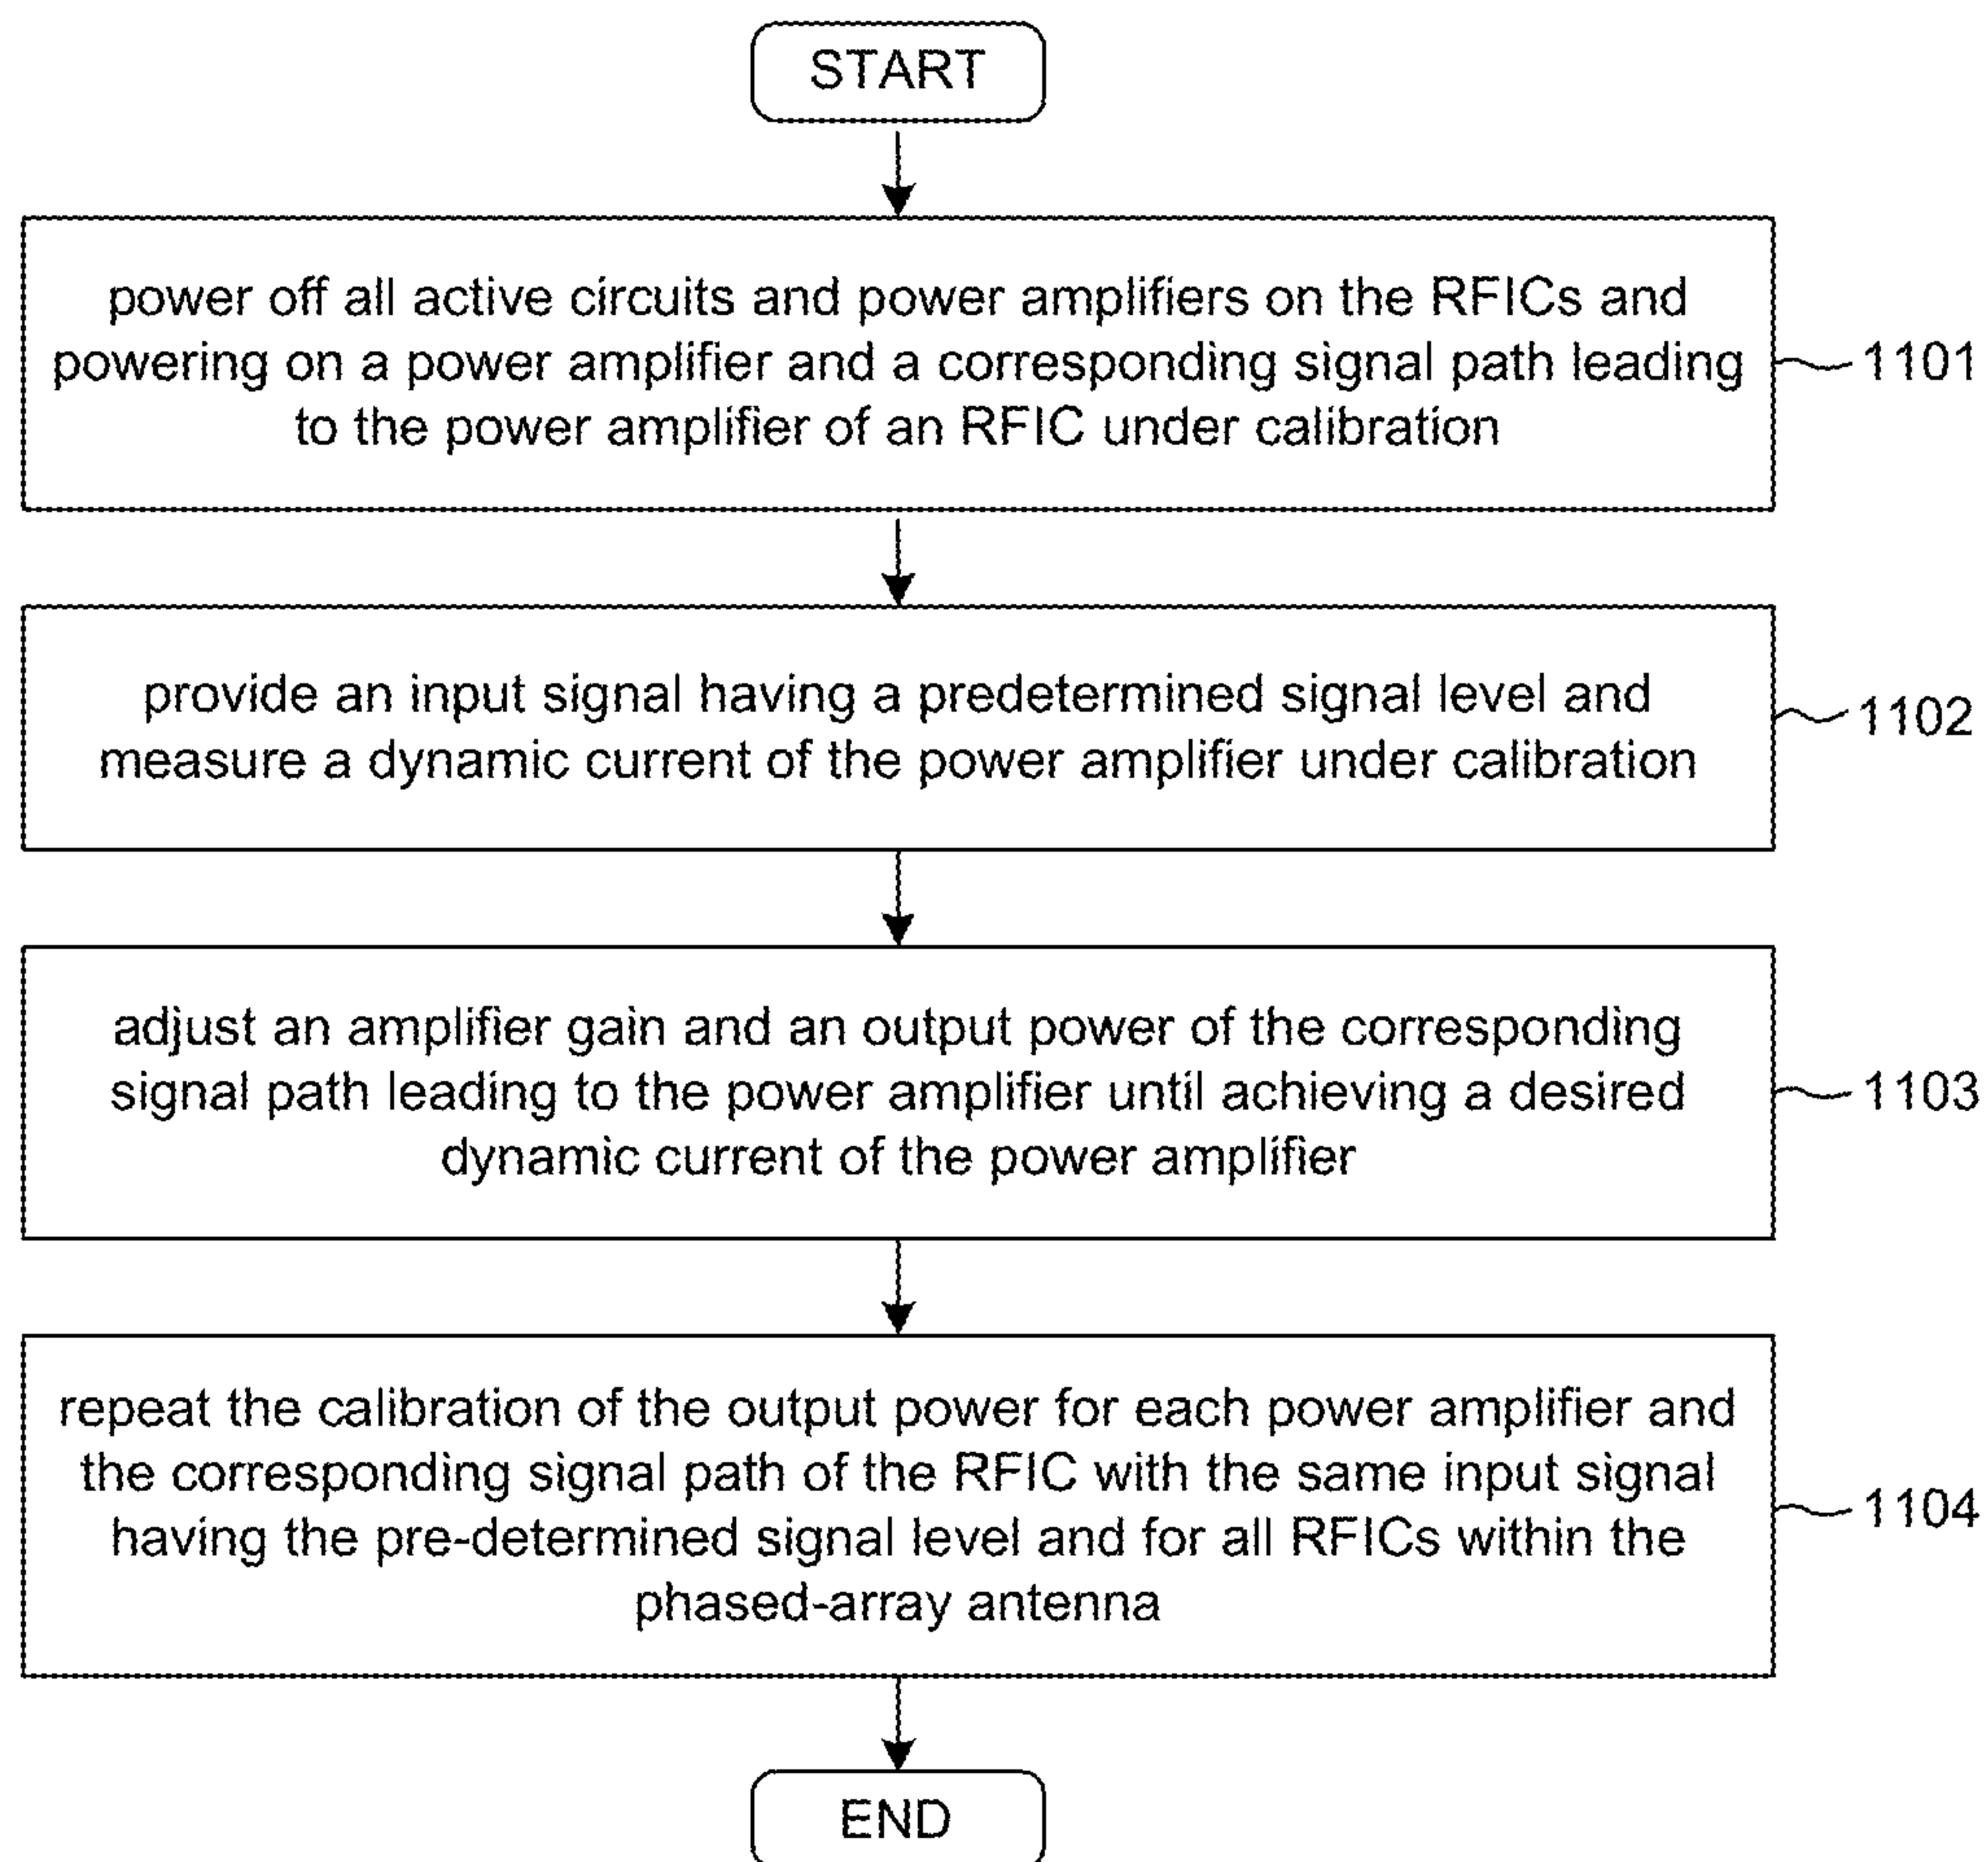 START
power off all active circuits and power amplifiers on the RFICs and
powering on a power amplifier and a corresponding signal path leading
to the power amplifier of an RFIC under calibration
1101
provide an input signal having a predetermined signal level and
measure a dynamic current of the power amplifier under calibration
1102
adjust an amplifier gain and an output power of the corresponding
signal path leading to the power amplifier until achieving a desired
dynamic current of the power amplifier
1103
repeat the calibration of the output power for each power amplifier and
the corresponding signal path of the RFIC with the same input signal
having the pre-determined signal level and for all RFICs within the
phased-array antenna
1104
END